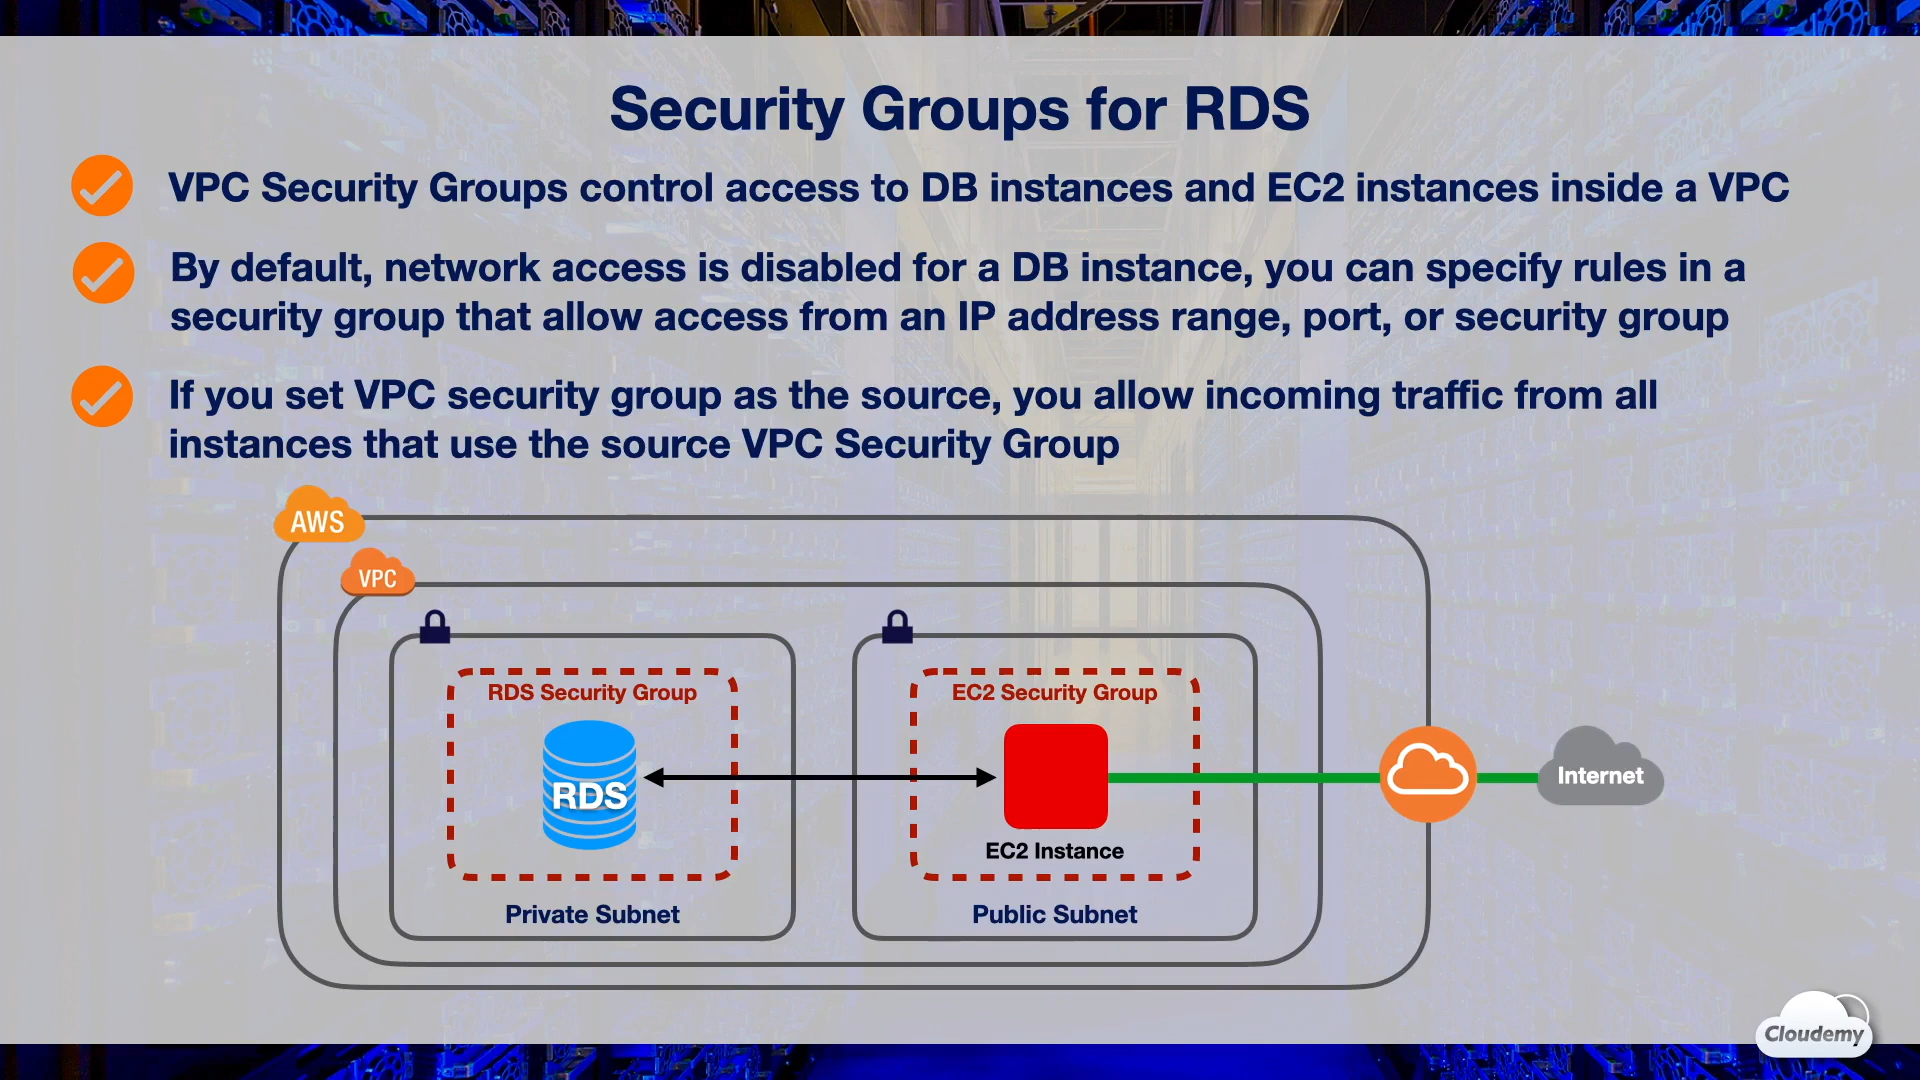 Security Groups for RDS
VPC Security Groups control access to DB instances and EC2 instances inside a VPC
By default, network access is disabled for a DB instance, you can specify rules in a
security group that allow access from an IP address range, port, or security group
If you set VPC security group as the source, you allow incoming traffic from all
instances that use the source VPC Security Group
AWS
VPC
RDS Security Group
RDS
Private Subnet
EC2 Security Group
EC2 Instance
Public Subnet
Internet
Cloudemy